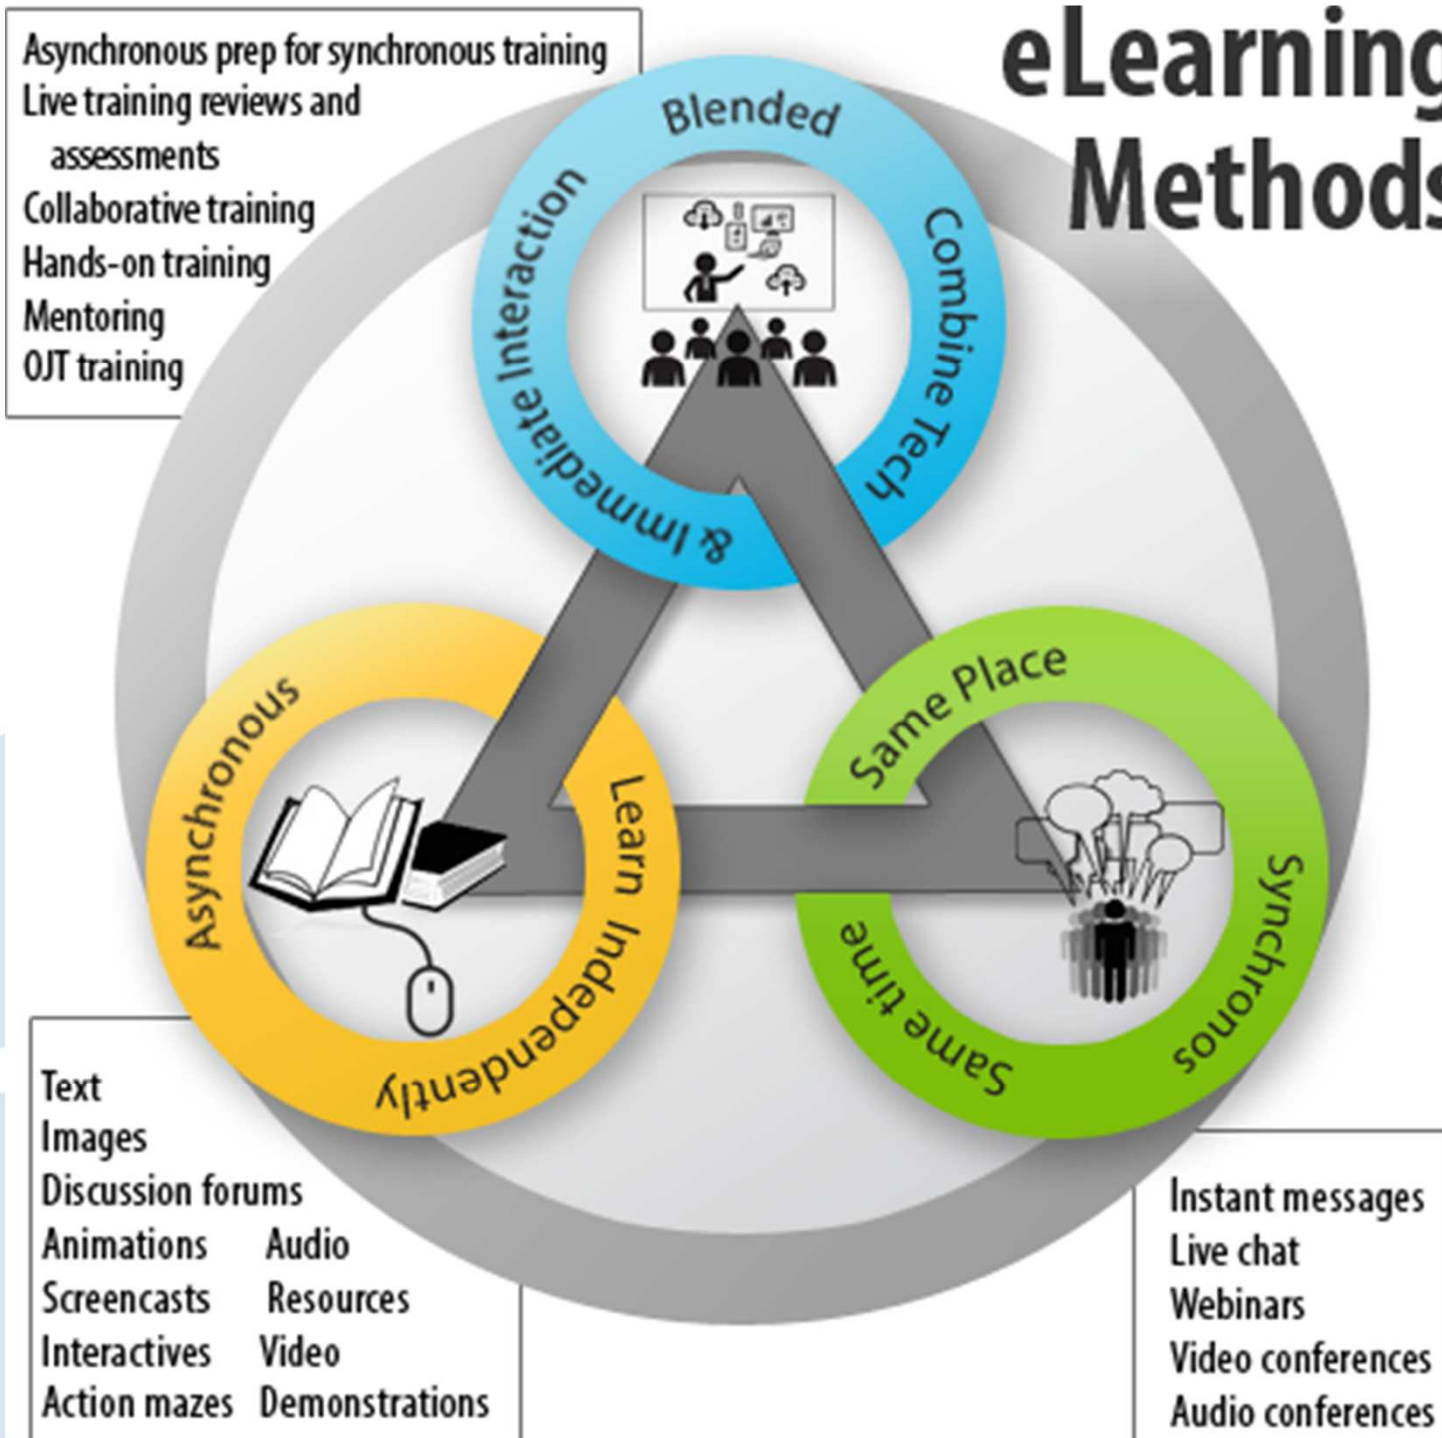 eLearning
Methods
Asynchronous prep for synchronous training
Live training reviews and
assessments
Collaborative training
Hands-on training
Mentoring
OJT training
Blended
Combine Tech
& Immediate Interaction
Asynchronous
Learn Independently
Same Place
Same time
Synchronos
Text
Images
Discussion forums
Animations Audio
Screencasts Resources
Interactives Video
Action mazes Demonstrations
Instant messages
Live chat
Webinars
Video conferences
Audio conferences